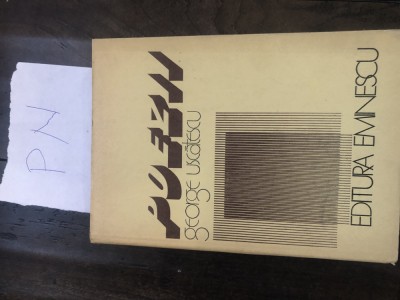 PN
poezii
george uscătescu
EDITURA EMINESCU